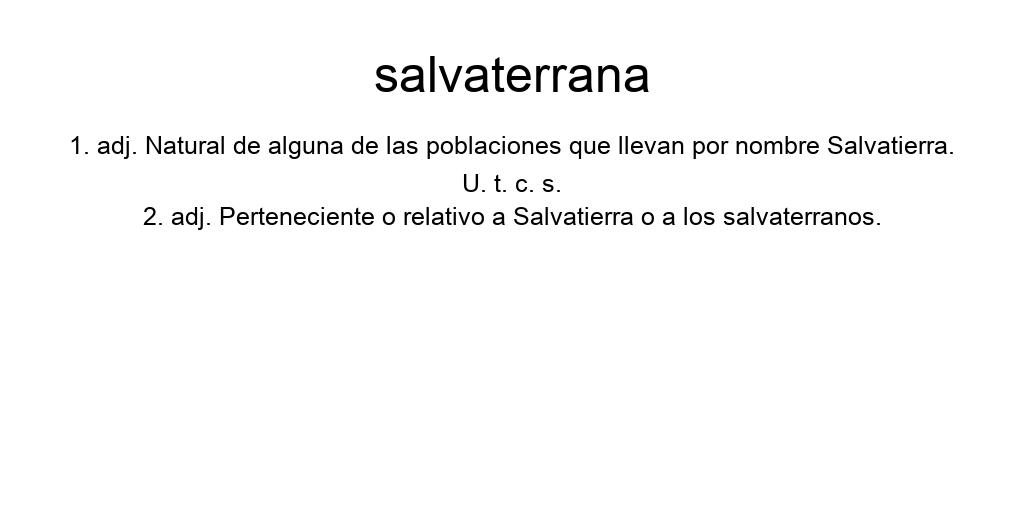 salvaterrana
1. adj. Natural de alguna de las poblaciones que llevan por nombre Salvatierra.
U. t. c. s.
2. adj. Perteneciente o relativo a Salvatierra o a los salvaterranos.